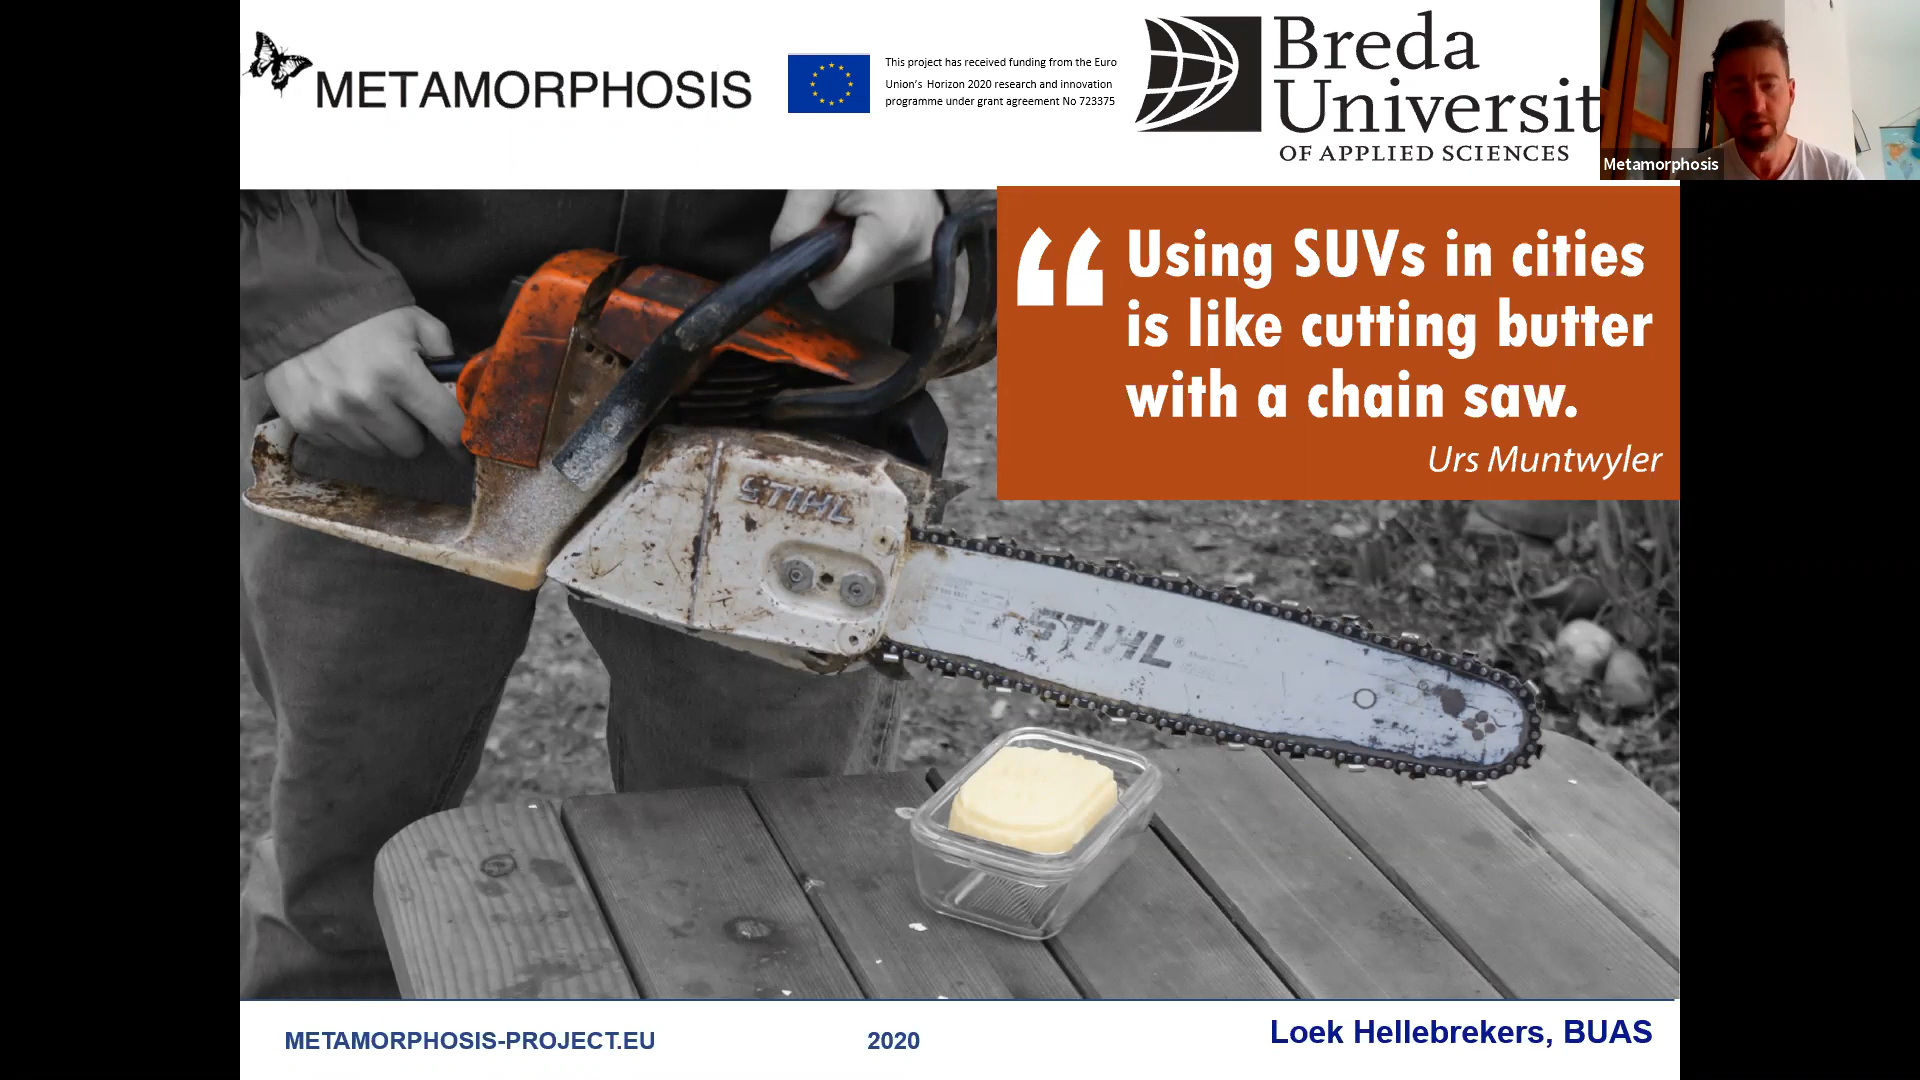 METAMORPHOSIS
This project has received funding from the Euro
Union's Horizon 2020 research and innovation
programme under grant agreement No 723375
Breda
Universit
OF APPLIED SCIENCES
Metamorphosis
“ Using SUVs in cities
is like cutting butter
with a chain saw.
Urs Muntwyler
STIHL
STIHL®
METAMORPHOSIS-PROJECT.EU
2020
Loek Hellebrekers, BUAS